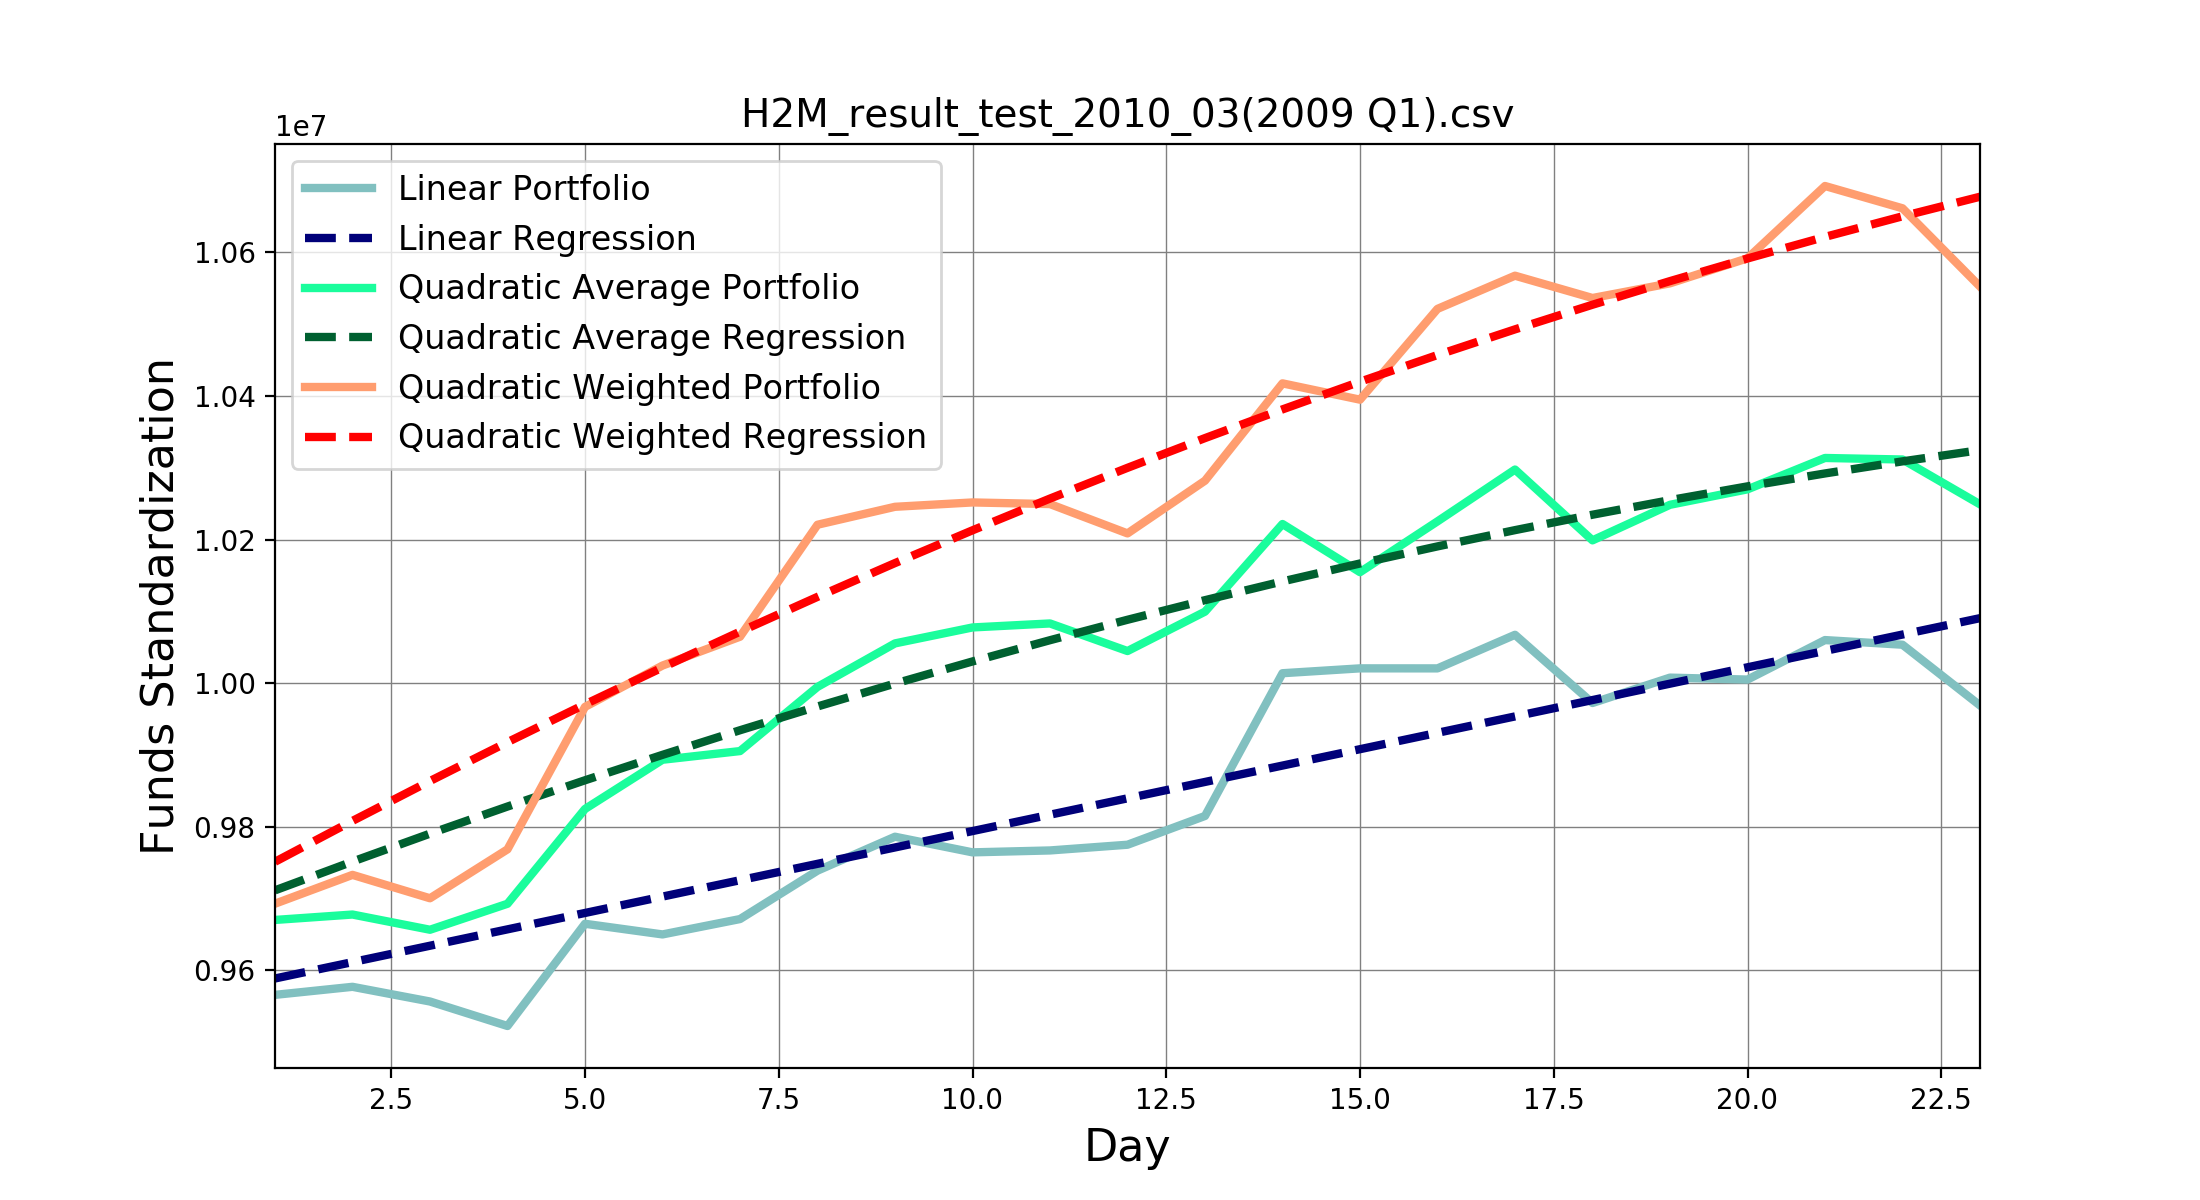 H2M_result_test_2010_03(2009 Q1).csv
1e7
Linear Portfolio
Linear Regression
Quadratic Average Portfolio
Quadratic Average Regression
Quadratic Weighted Portfolio
Quadratic Weighted Regression
Funds Standardization
1.06
1.04
1.02
1.00
0.98
0.96
2.5 5.0 7.5 10.0 12.5 15.0 17.5 20.0 22.5
Day